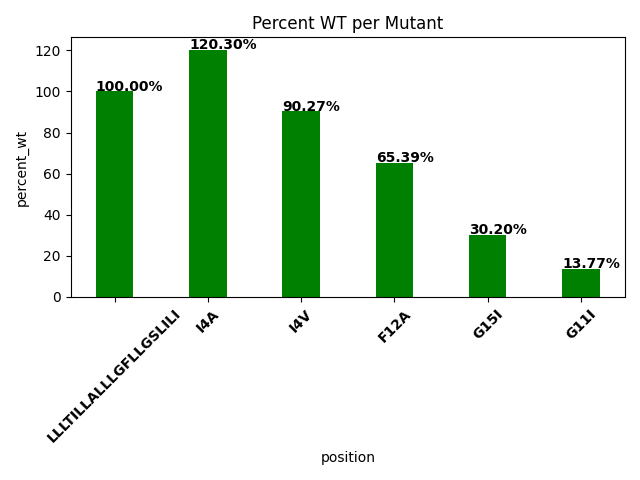 Percent WT per Mutant
percent_wt
120
100
80
60
40
20
0
100.00%
120.30%
90.27%
65.39%
30.20%
13.77%
LLLTILLALLLGFLLGSLILI
I4A
I4V
F12A
G15I
G11I
position